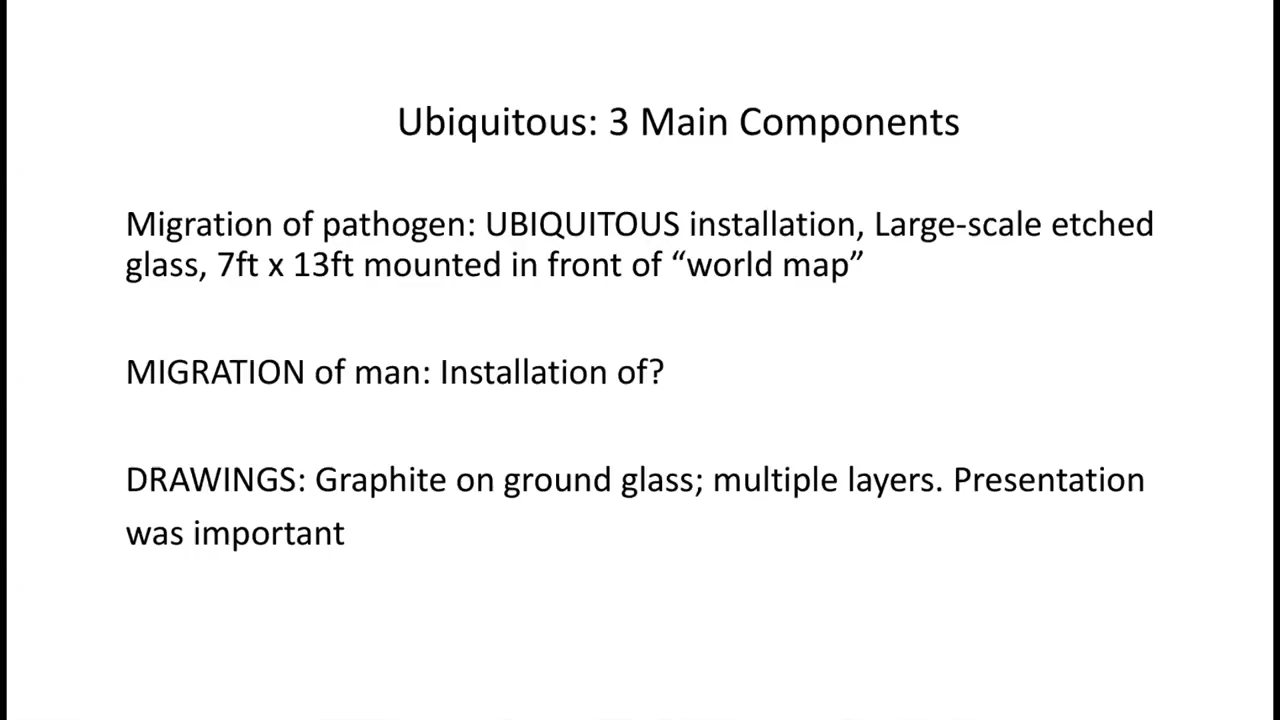 Ubiquitous: 3 Main Components
Migration of pathogen: UBIQUITOUS installation, Large-scale etched
glass, 7ft x 13ft mounted in front of “world map”
MIGRATION of man: Installation of?
DRAWINGS: Graphite on ground glass; multiple layers. Presentation
was important